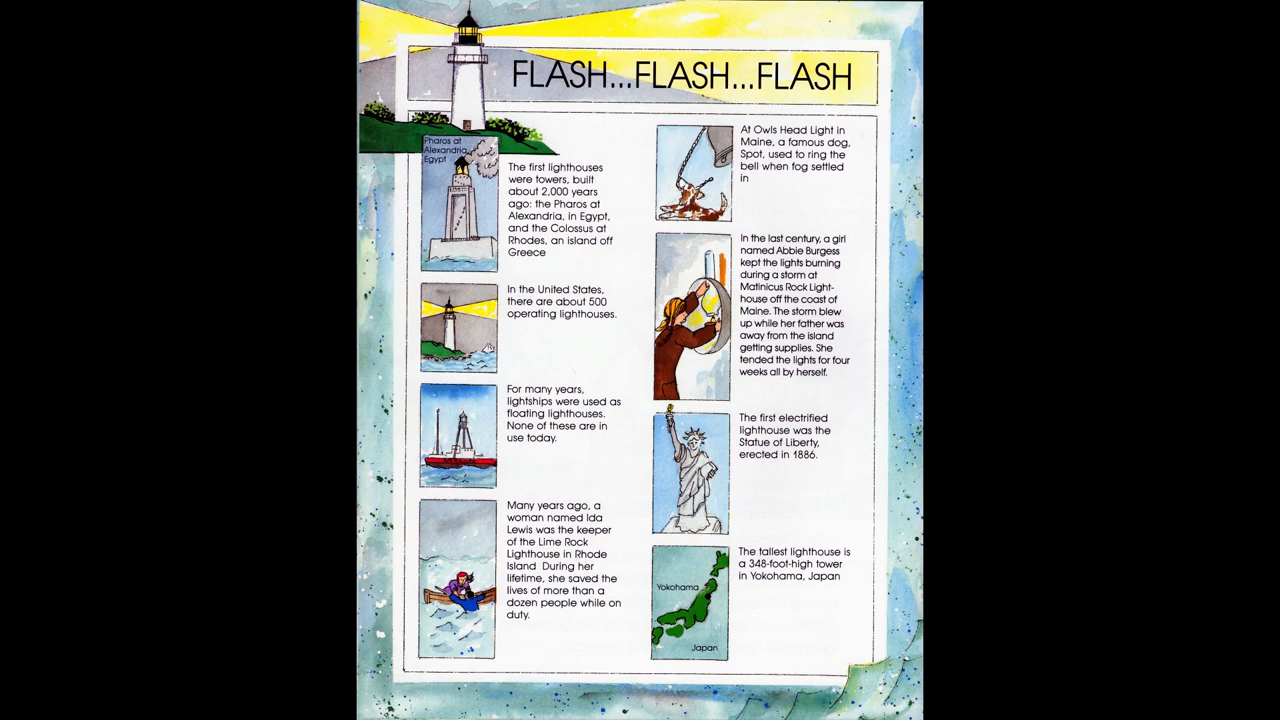 FLASH...FLASH...FLASH
Pharos at
Alexandria,
Egypt
The first lighthouses
were towers, built
about 2,000 years
ago: the Pharos at
Alexandria, in Egypt,
and the Colossus at
Rhodes, an island off
Greece
In the United States,
there are about 500
operating lighthouses.
For many years,
lightships were used as
floating lighthouses.
None of these are in
use today.
Many years ago, a
woman named Ida
Lewis was the keeper
of the Lime Rock
Lighthouse in Rhode
Island During her
lifetime, she saved the
lives of more than a
dozen people while on
duty.
At Owls Head Light in
Maine, a famous dog,
Spot, used to ring the
bell when fog settled
in
In the last century, a girl
named Abbie Burgess
kept the lights burning
during a storm at
Matinicus Rock Light-
house off the coast of
Maine. The storm blew
up while her father was
away from the island
getting supplies. She
tended the lights for four
weeks all by herself.
The first electrified
lighthouse was the
Statue of Liberty,
erected in 1886.
The tallest lighthouse is
a 348-foot-high tower
in Yokohama, Japan
Yokohama
Japan